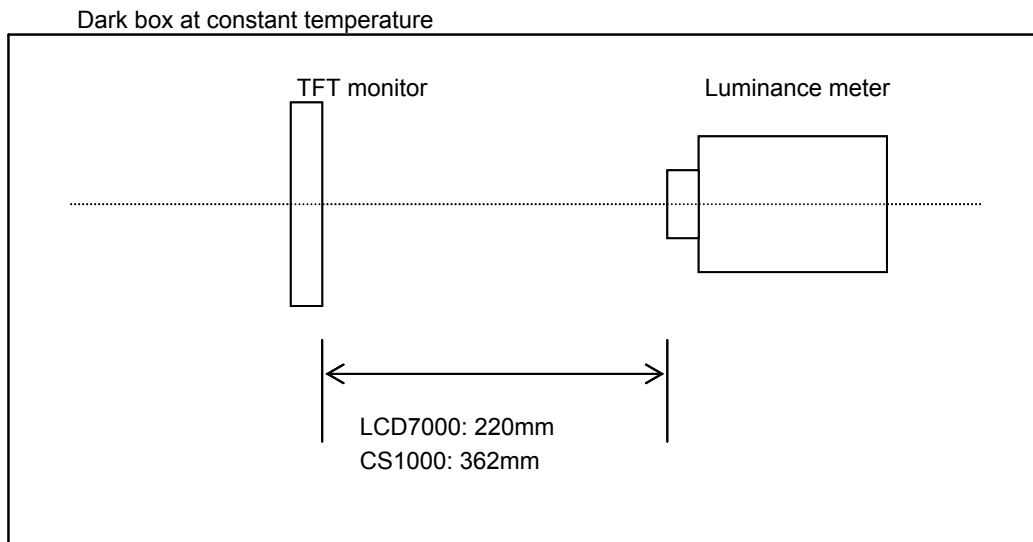 Dark box at constant temperature
TFT monitor
Luminance meter
LCD7000: 220mm
CS1000: 362mm